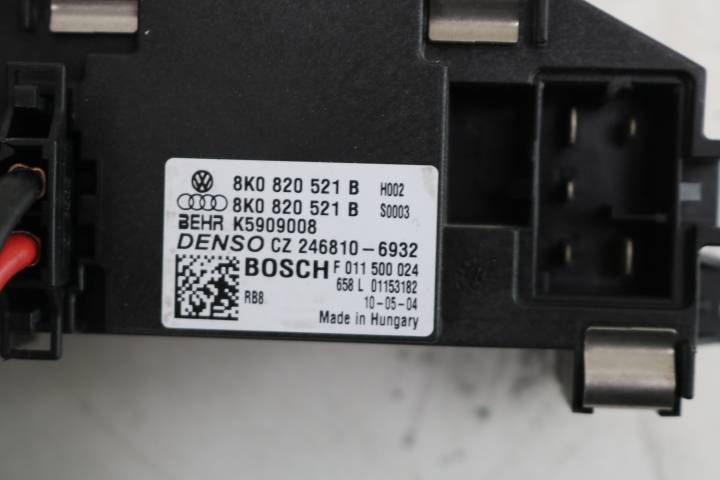 8K0 820 521 B H002
8K0 820 521 B S0003
BEHR K5909008
DENSO CZ 246810-6932
BOSCH F 011 500 024
658 L 01153182
RB8 10-05-04
Made in Hungary